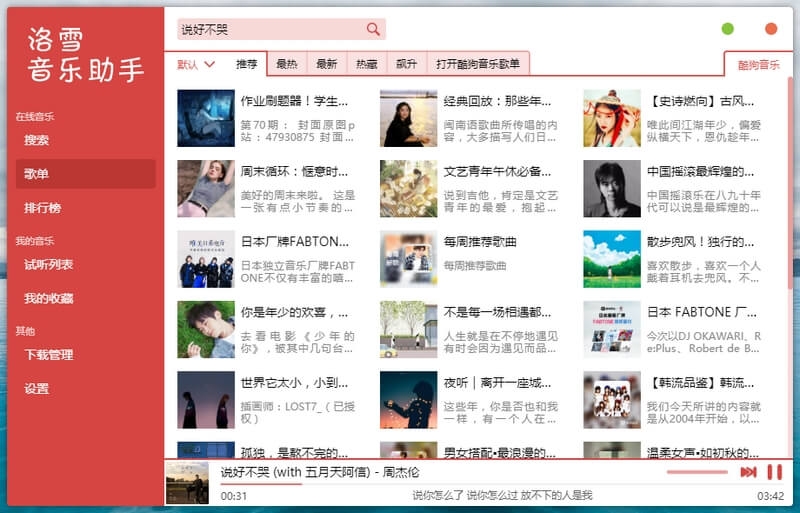 洛雪
音乐助手
在线音乐
搜索
歌单
排行榜
我的音乐
试听列表
我的收藏
其他
下载管理
设置
说好不哭
默认 推荐 最热 最新 热藏 飙升 打开酷狗音乐歌单 酷狗音乐
作业刷题器！学生...
第70期： 封面原图p
站：47930875 封面...
经典回放：那些年...
闽南语歌曲所传唱的内
容，大多描写人们日...
【史诗燃向】古风...
唯此间江湖年少，偏爱
纵横天下，恩仇趁年...
周末循环：惬意时...
美好的周末来啦。 这是
一张有点小节奏的...
文艺青年午休必备...
说到吉他，肯定是文艺
青年的最爱，抱起...
中国摇滚最辉煌的...
中国摇滚乐在八九十年
代可以说是最辉煌的...
日本厂牌FABTON...
日本独立音乐厂牌FABT
ONE不仅有丰富的嘻...
每周推荐歌曲
每周推荐歌曲
散步兜风！独行的...
喜欢散步，喜欢一个人
戴着耳机去兜风。不...
你是年少的欢喜，...
去看电影《少年的
你》，被其中几句台...
不是每一场相遇都...
人生就是在不停地遇见
有时会因为遇见而品...
日本 FABTONE 厂...
今次以DJ OKAWARI、R
e:Plus、Robert de B...
世界它太小，小到...
插画师：LOST7_（已授
权）
夜听｜离开一座城...
这些年，你是否也和我
一样，有一个人在...
【韩流品鉴】韩流...
我们今天所讲的内容就
是从2004年开始，以...
孤独，是熬不完的...
男女搭配•最浪漫的...
温柔女声•如初秋的...
说好不哭 (with 五月天阿信) - 周杰伦
00:31 说你怎么了 说你怎么过 放不下的人是我 03:42